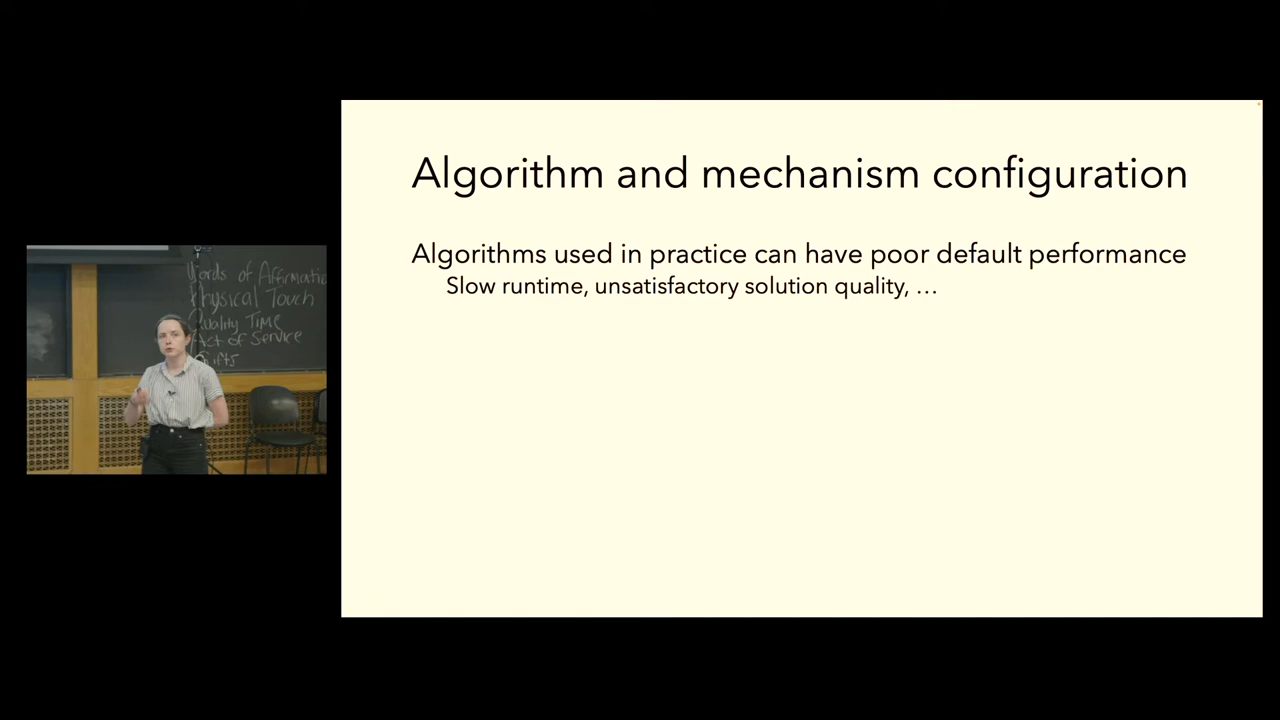 Algorithm and mechanism configuration
Algorithms used in practice can have poor default performance
Slow runtime, unsatisfactory solution quality, …
Words of
Physical Touch
Quality Time
Act of Service
Gifts